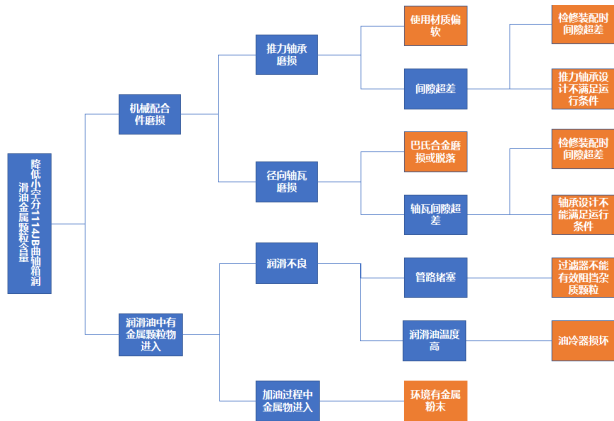 降低小空分1114JB曲轴箱润
滑油金属颗粒含量
机械配合
件磨损
润滑油中有
金属颗粒物
进入
推力轴承
磨损
径向轴瓦
磨损
润滑不良
加油过程中
金属物进入
使用材质偏
软
间隙超差
巴氏合金磨
损或脱落
轴瓦间隙超
差
管路堵塞
润滑油温度
高
环境有金属
粉末
检修装配时
间隙超差
推力轴承设
计不满足运
行条件
检修装配时
间隙超差
轴承设计不
能满足运行
条件
过滤器不能
有效阻挡杂
质颗粒
油冷器损坏